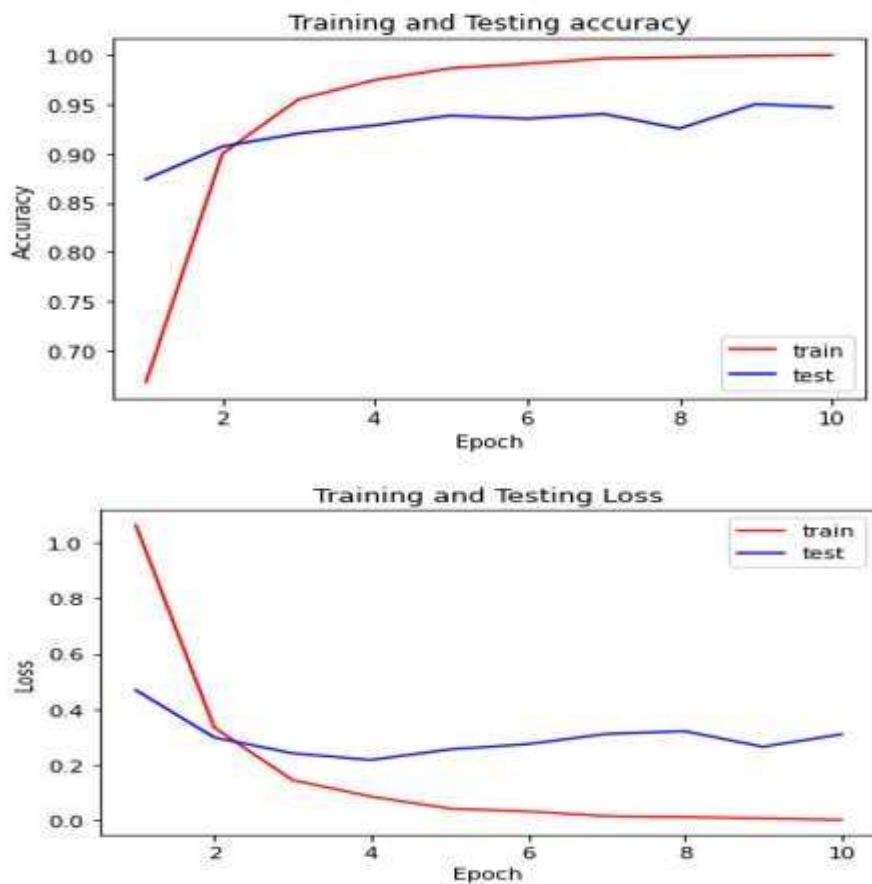 Training and Testing accuracy
1.00
0.95
0.90
0.85
0.80
0.75
0.70
Accuracy
train
test
2 4 6 8 10
Epoch
Training and Testing Loss
1.0
0.8
0.6
0.4
0.2
0.0
Loss
train
test
2 4 6 8 10
Epoch